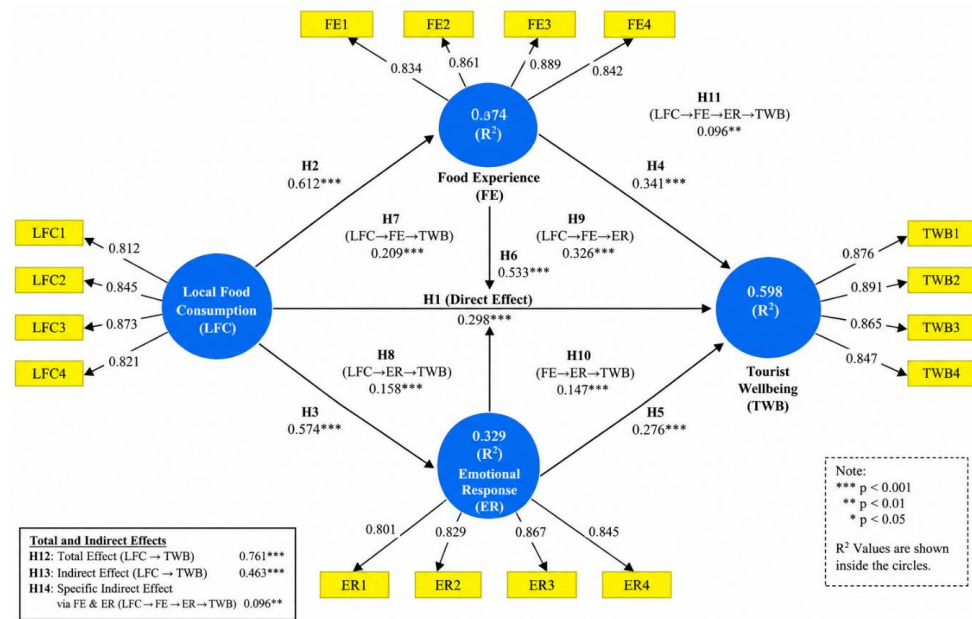 FE1
FE2
FE3
FE4
0.834
0.861
0.889
0.842
0.374
(R²)
Food Experience
(FE)
H11
(LFC→FE→ER→TWB)
0.096**
H2
0.612***
H4
0.341***
H7
(LFC→FE→TWB)
0.209***
H9
(LFC→FE→ER)
0.326***
H6
0.533***
LFC1
LFC2
LFC3
LFC4
0.812
0.845
0.873
0.821
Local Food
Consumption
(LFC)
H1 (Direct Effect)
0.298***
0.598
(R²)
Tourist
Wellbeing
(TWB)
TWB1
TWB2
TWB3
TWB4
0.876
0.891
0.865
0.847
H8
(LFC→ER→TWB)
0.158***
H10
(FE→ER→TWB)
0.147***
H3
0.574***
H5
0.276***
0.329
(R²)
Emotional
Response
(ER)
0.801
0.829
0.867
0.845
ER1
ER2
ER3
ER4
Total and Indirect Effects
H12: Total Effect (LFC → TWB) 0.761***
H13: Indirect Effect (LFC → TWB) 0.463***
H14: Specific Indirect Effect
via FE & ER (LFC→FE→ER→TWB) 0.096**
Note:
*** p < 0.001
** p < 0.01
* p < 0.05
R² Values are shown
inside the circles.